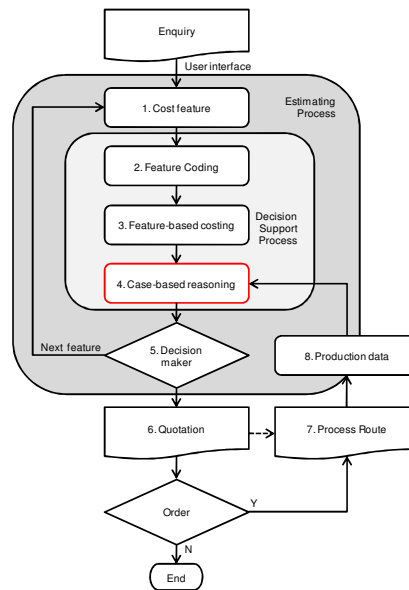 Enquiry
User interface
Estimating
Process
1. Cost feature
2. Feature Coding
3. Feature-based costing
Decision
Support
Process
4. Case-based reasoning
Next feature
5. Decision
maker
8. Production data
6. Quotation
7. Process Route
Order
Y
N
End